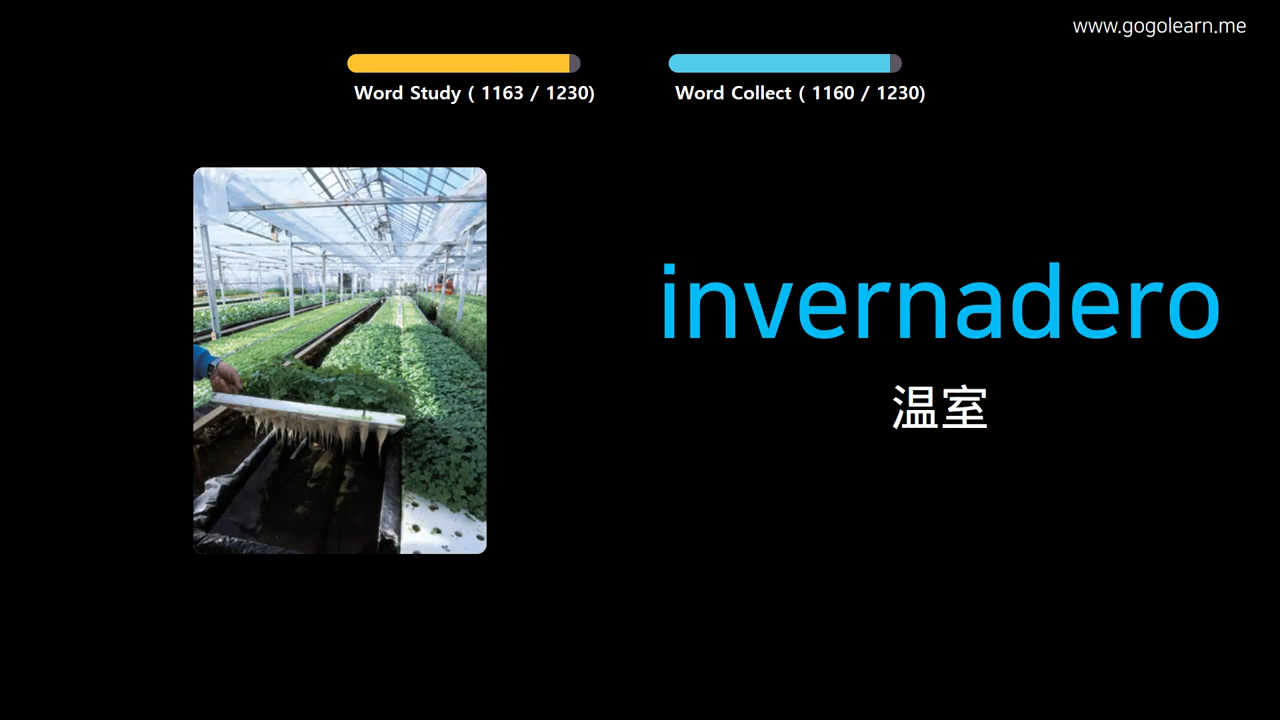 www.gogolearn.me
Word Study ( 1163 / 1230)
Word Collect ( 1160 / 1230)
invernadero
温室